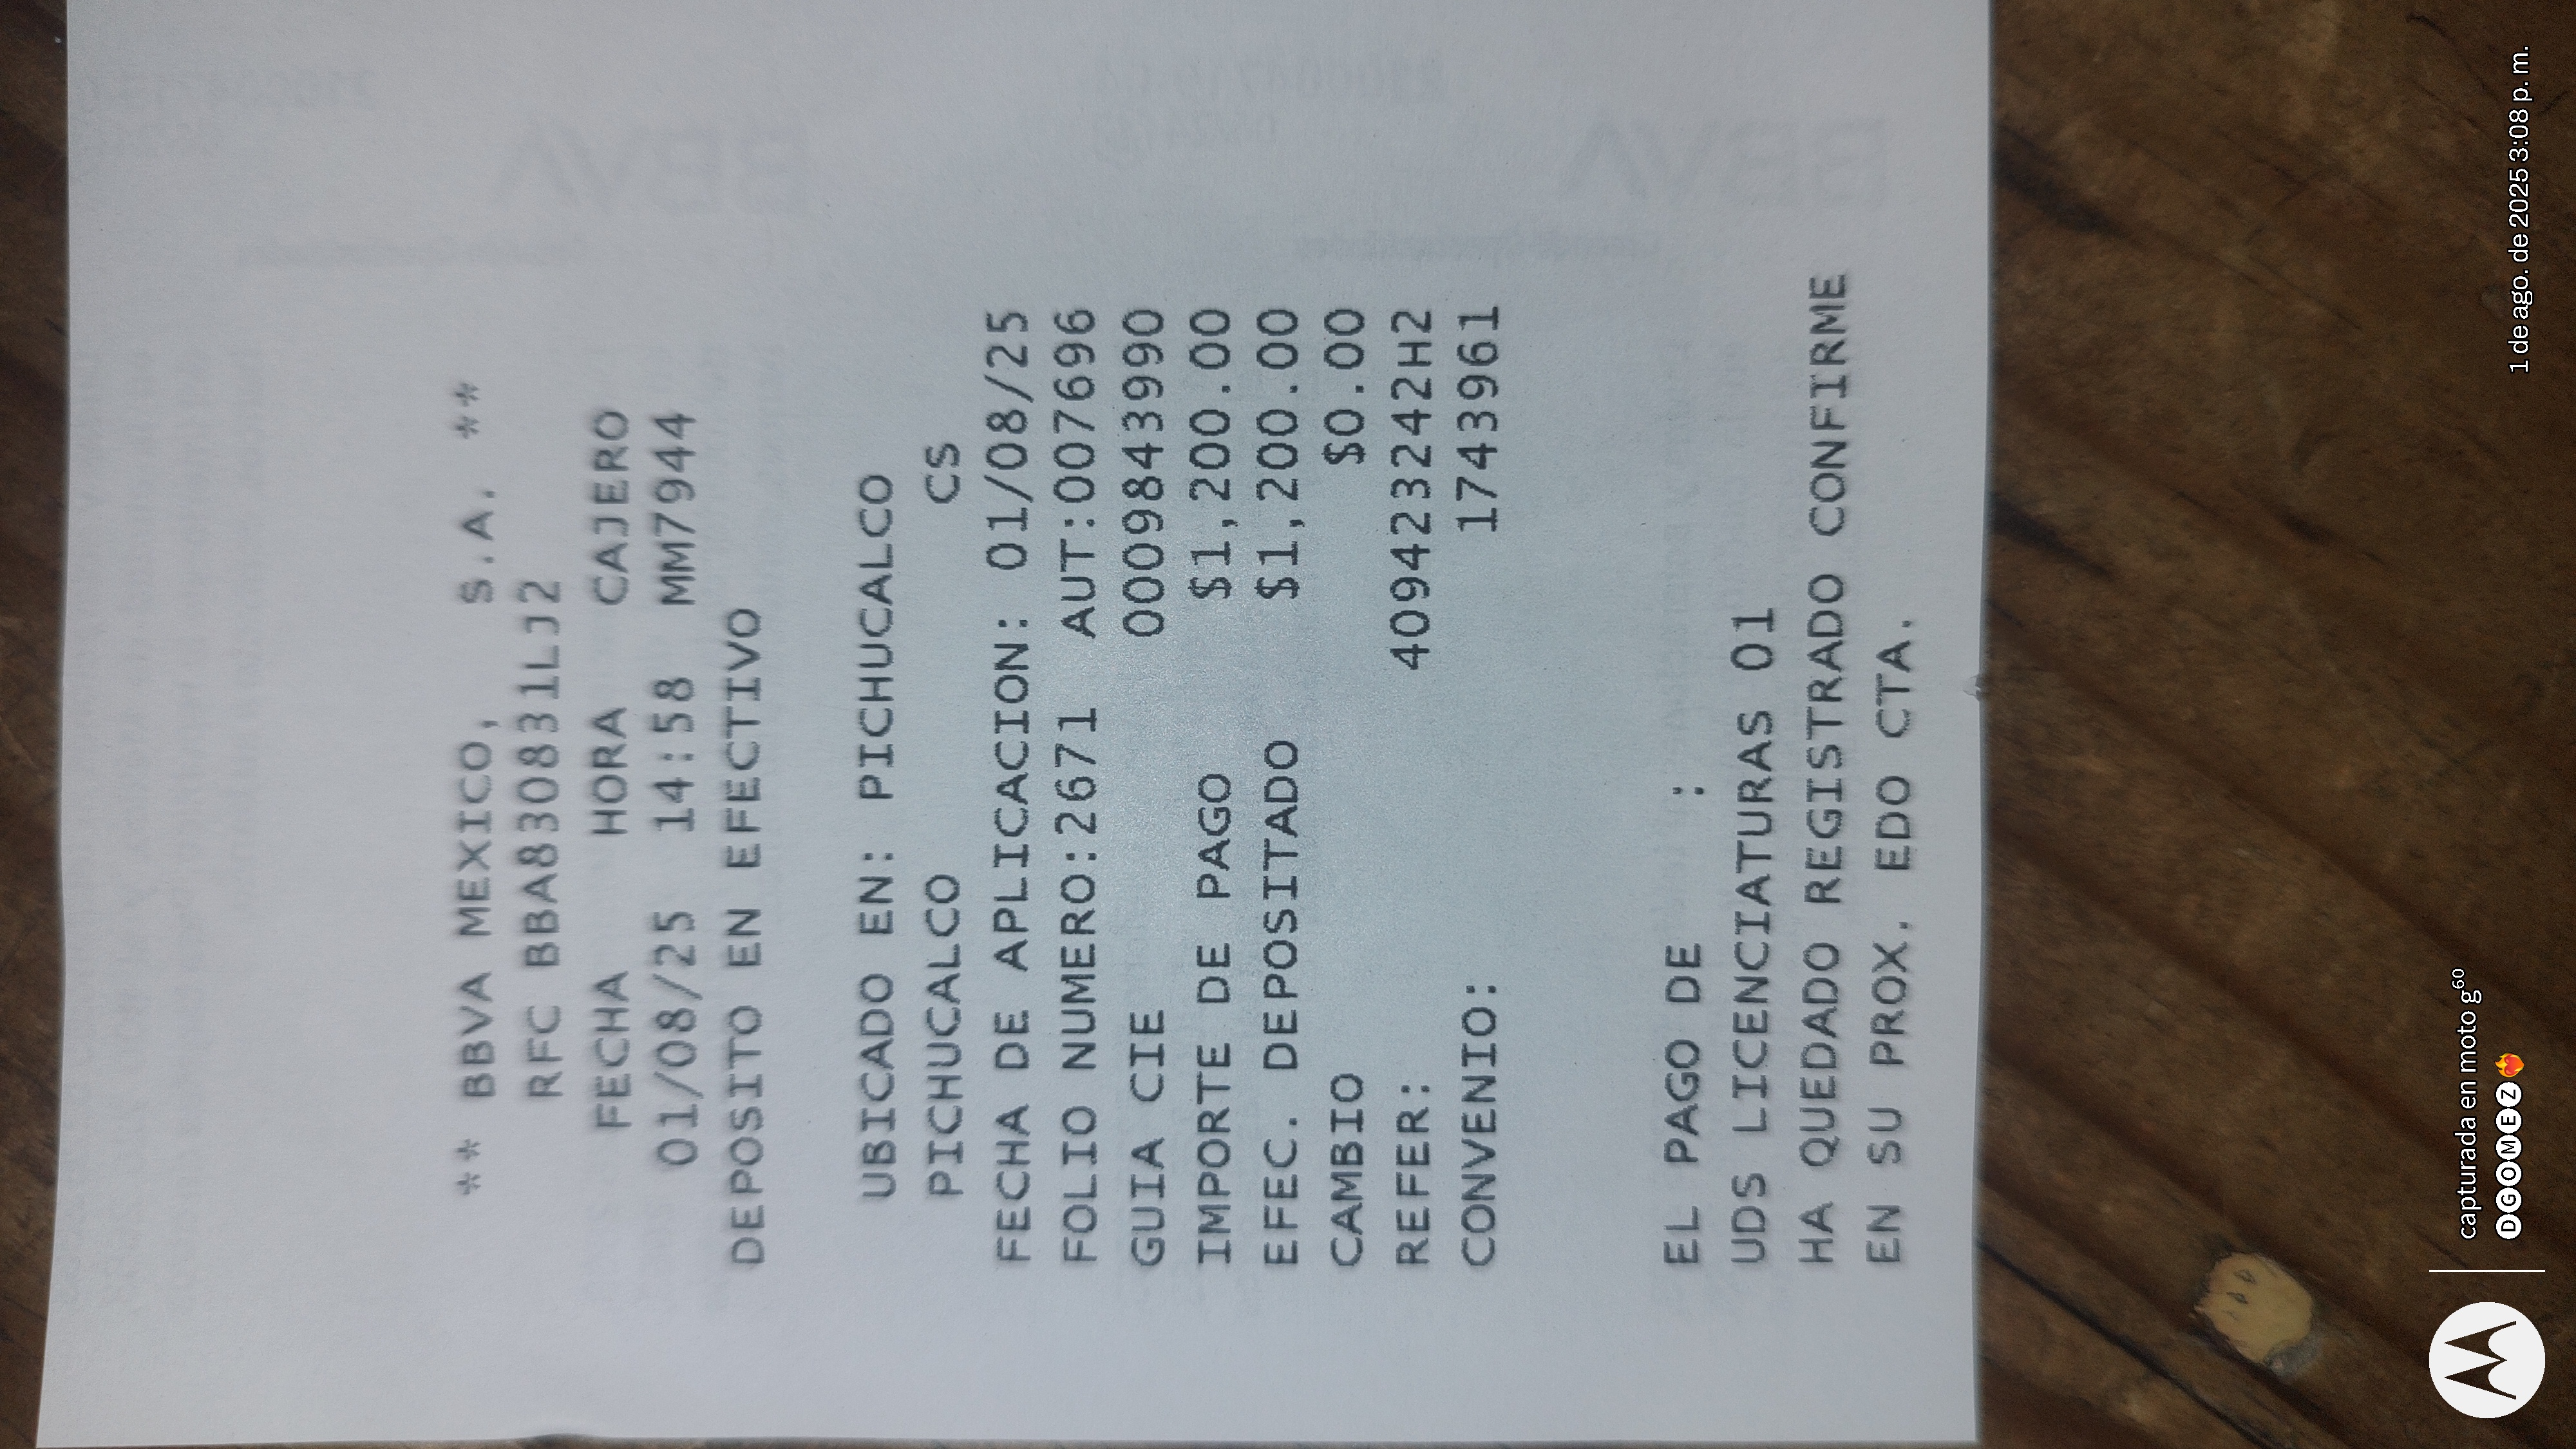 ** BBVA MEXICO, S.A. **
RFC BBA830831LJ2
FECHA HORA CAJERO
01/08/25 14:58 MM7944
DEPOSITO EN EFECTIVO
UBICADO EN: PICHUCALCO
PICHUCALCO CS
FECHA DE APLICACION: 01/08/25
FOLIO NUMERO:2671 AUT:007696
GUIA CIE 0009843990
IMPORTE DE PAGO $1,200.00
EFEC. DEPOSITADO $1,200.00
CAMBIO $0.00
REFER: 409423242H2
CONVENIO: 1743961
EL PAGO DE :
UDS LICENCIATURAS 01
HA QUEDADO REGISTRADO CONFIRME
EN SU PROX. EDO CTA.
BBVA
BBVA
capturada en moto g60
DGOMEZ❤️‍🔥
1 de ago. de 2025 3:08 p. m.